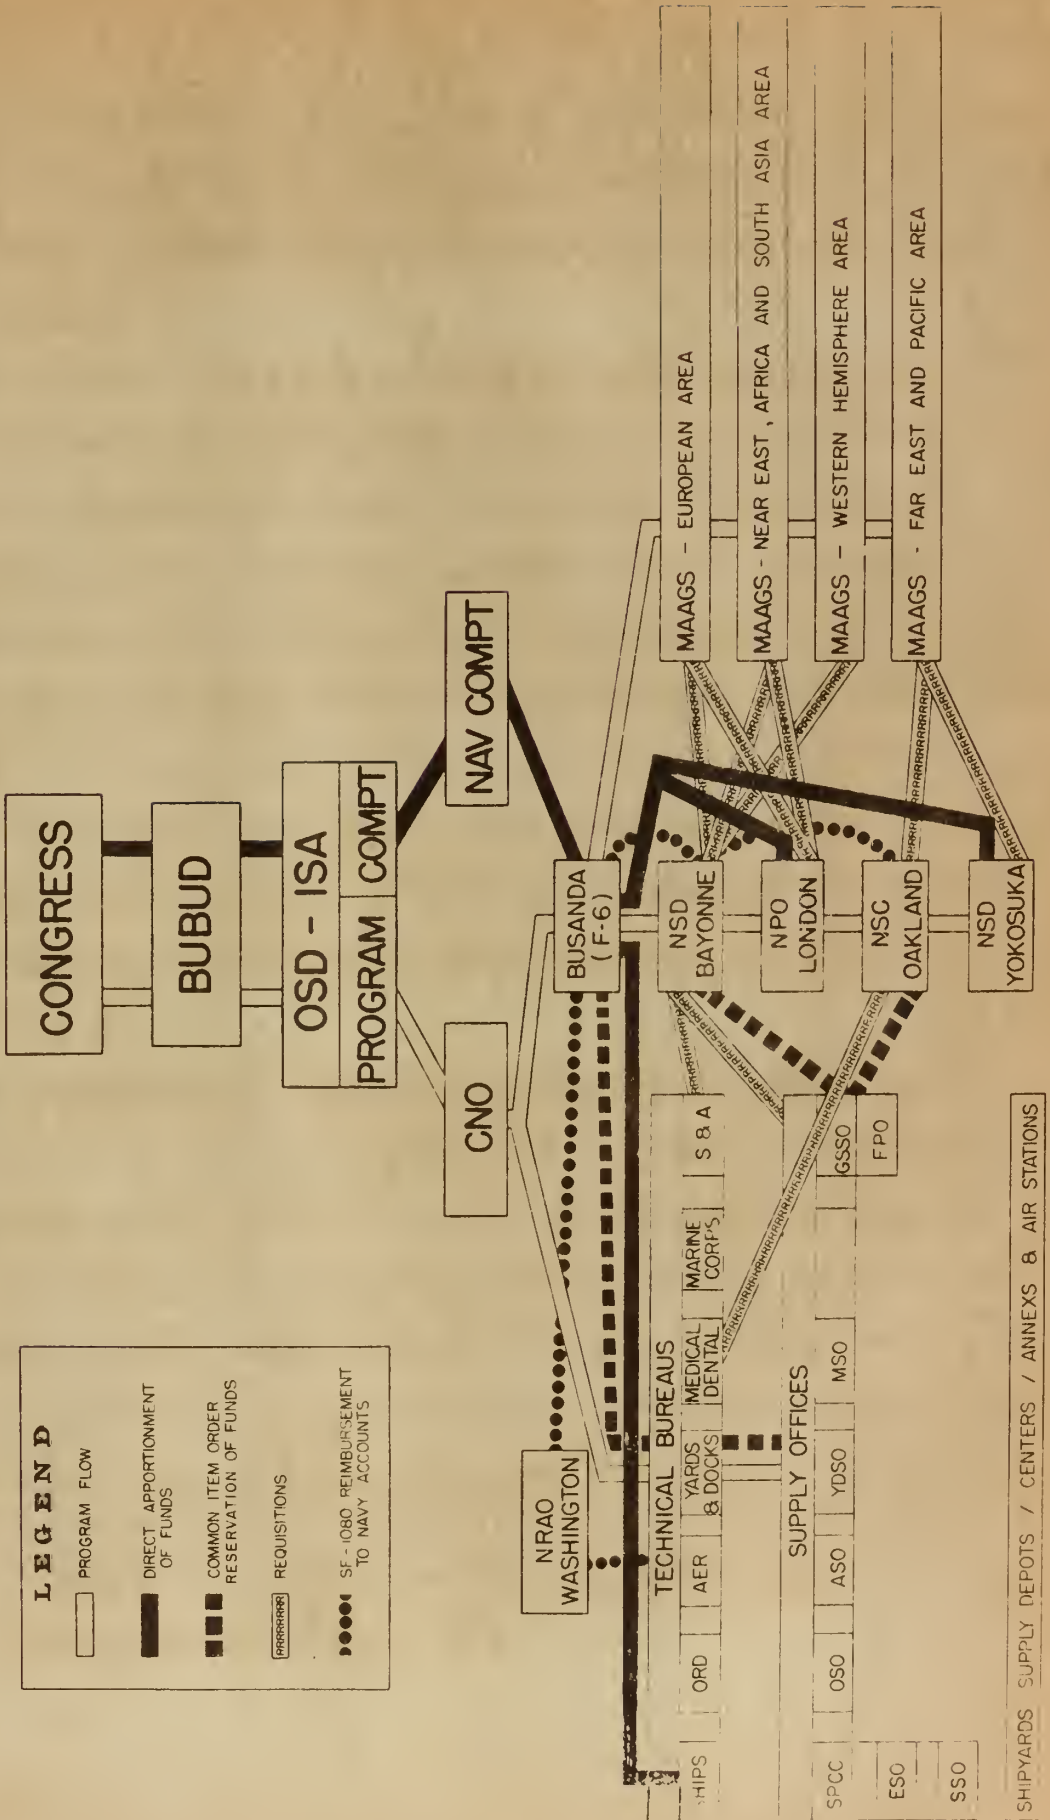 LEGEND
PROGRAM FLOW
DIRECT APPORTIONMENT
OF FUNDS
COMMON ITEM ORDER
RESERVATION OF FUNDS
RRRRRRRR REQUISITIONS
SF-1080 REIMBURSEMENT
TO NAVY ACCOUNTS
CONGRESS
BUBUD
OSD - ISA
PROGRAM COMPT
CNO
NAV COMPT
NRAO
WASHINGTON
BUSANDA
(F-6)
NSD
BAYONNE
NPO
LONDON
NSC
OAKLAND
NSD
YOKOSUKA
MAAGS - EUROPEAN AREA
MAAGS - NEAR EAST, AFRICA AND SOUTH ASIA AREA
MAAGS - WESTERN HEMISPHERE AREA
MAAGS - FAR EAST AND PACIFIC AREA
TECHNICAL BUREAUS
SHIPS
ORD
AER
YARDS
& DOCKS
MEDICAL
DENTAL
MARINE
CORPS
S & A
SUPPLY OFFICES
SPCC
OSO
ASO
YDSO
MSO
GSSO
ESO
FPO
SSO
SHIPYARDS SUPPLY DEPOTS / CENTERS / ANNEXS & AIR STATIONS